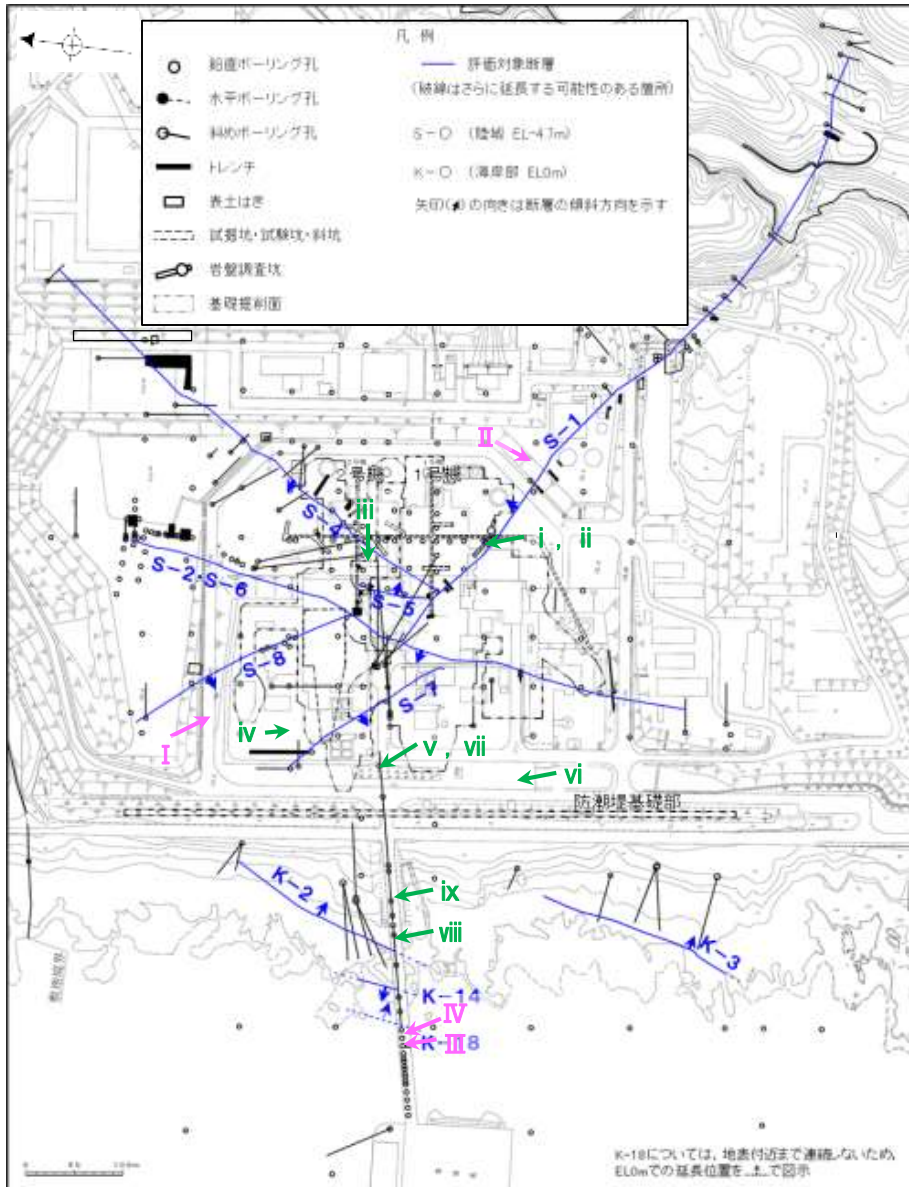 凡 例
鉛直ボーリング孔
水平ボーリング孔
斜めボーリング孔
トレンチ
表土はぎ
試掘坑・試験坑・斜坑
岩盤調査坑
基礎掘削面
評価対象断層
(破線はさらに延長する可能性のある箇所)
S-○ (陸域 EL-4.7m)
K-○ (海岸部 EL0m)
矢印( )の向きは断層の傾斜方向を示す
S-1
Ⅱ
2号機
1号機
iii
S-4
i , ii
S-2・S-6
S-5
S-8
S-7
iv
Ⅰ
v , vii
vi
防潮堤基礎部
K-2
ix
viii
K-3
敷地境界
K-14
Ⅳ
Ⅲ
K-18
K-18については、地表付近まで連続しないため、
EL0mでの延長位置を で図示